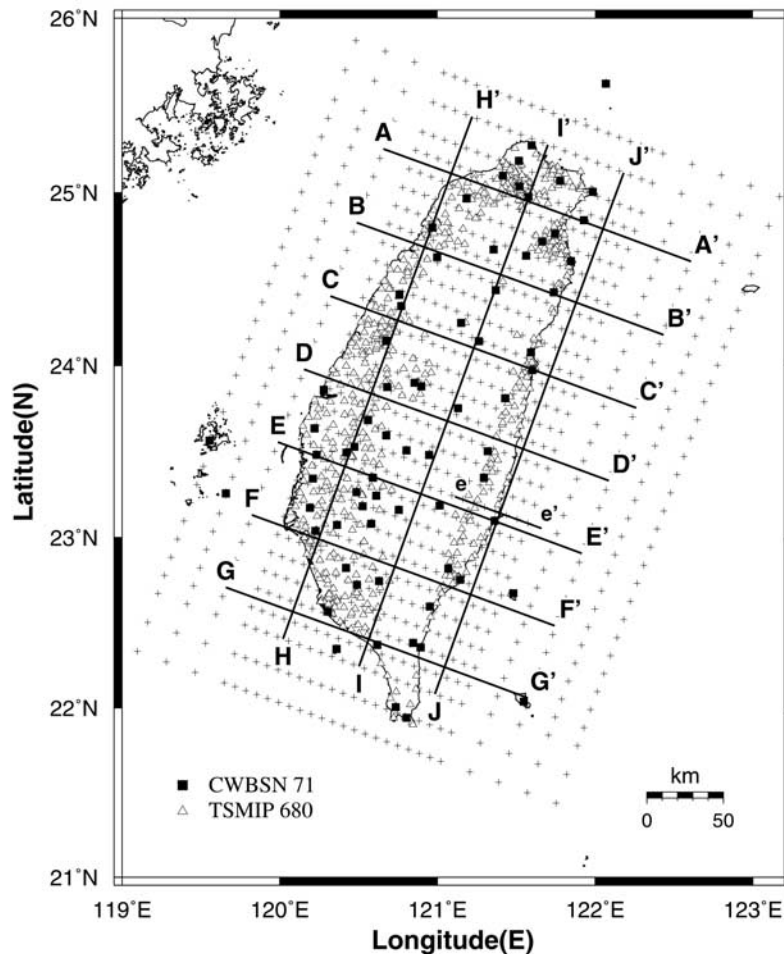 26˚N
H'
A
I'
J'
25˚N
B
A'
C
B'
24˚N
D
C'
E
D'
e
e'
23˚N
F
E'
G
F'
H
I
J
G'
22˚N
CWBSN 71
TSMIP 680
km
0 50
21˚N
119˚E 120˚E 121˚E 122˚E 123˚E
Longitude(E)
Latitude(N)